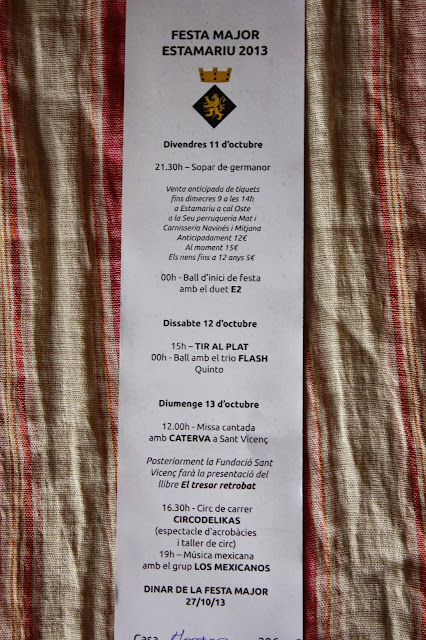 FESTA MAJOR
ESTAMARIU 2013
Divendres 11 d'octubre
21.30h – Sopar de germanor
Venta anticipada de tiquets
fins dimecres 9 a les 14h
a Estamariu a cal Oste
a la Seu perruqueria Mat i
Carnisseria Navinés i Mitjana
Anticipadament 12€
Al moment 15€
Els nens fins a 12 anys 5€
00h - Ball d'inici de festa
amb el duet E2
Dissabte 12 d'octubre
15h – TIR AL PLAT
00h - Ball amb el trio FLASH
Quinto
Diumenge 13 d'octubre
12.00h - Missa cantada
amb CATERVA a Sant Vicenç
Posteriorment la Fundació Sant
Vicenç farà la presentació del
llibre El tresor retrobat
16.30h - Circ de carrer
CIRCODELIKAS
(espectacle d'acrobàcies
i taller de circ)
19h – Música mexicana
amb el grup LOS MEXICANOS
DINAR DE LA FESTA MAJOR
27/10/13
Casa